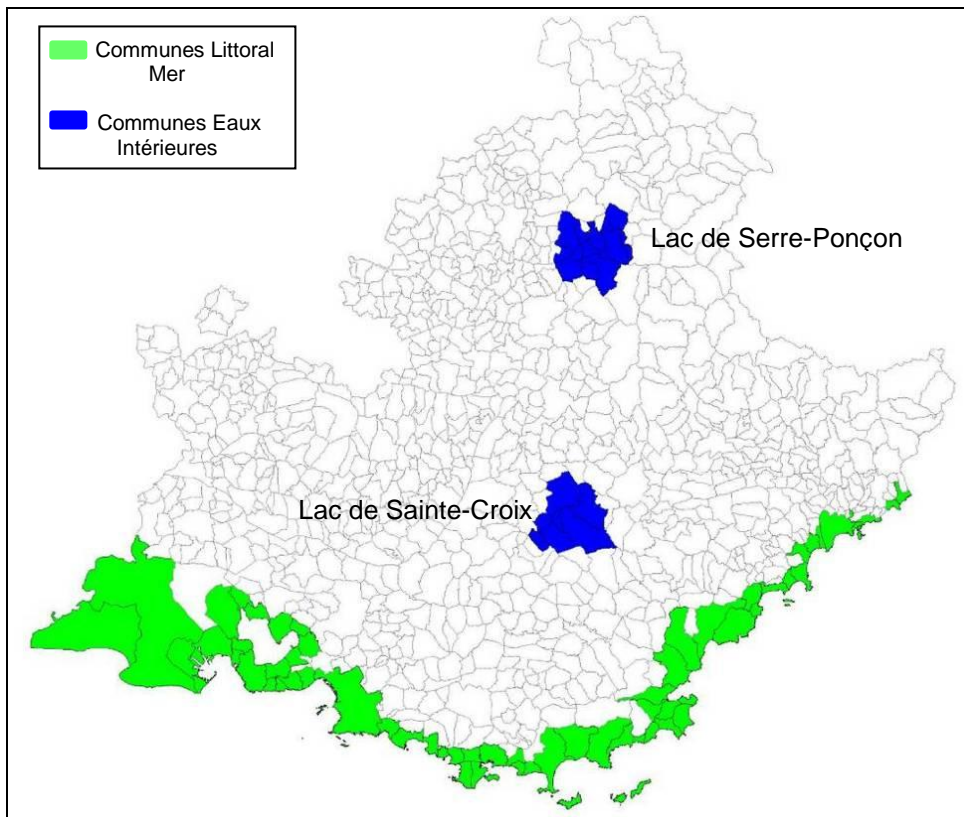 Communes Littoral
Mer
Communes Eaux
Intérieures
Lac de Serre-Ponçon
Lac de Sainte-Croix